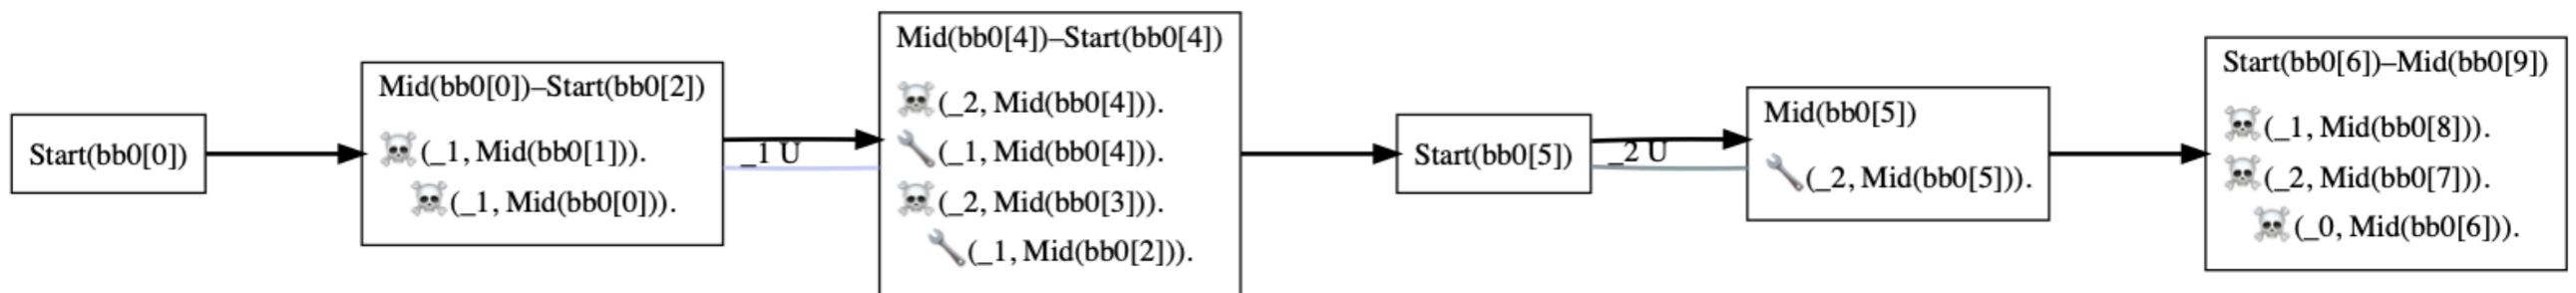 Start(bb0[0])
Mid(bb0[0])–Start(bb0[2])
☠(_1, Mid(bb0[1])).
☠(_1, Mid(bb0[0])).
_1 U
Mid(bb0[4])–Start(bb0[4])
☠(_2, Mid(bb0[4])).
🔧(_1, Mid(bb0[4])).
☠(_2, Mid(bb0[3])).
🔧(_1, Mid(bb0[2])).
Start(bb0[5])
_2 U
Mid(bb0[5])
🔧(_2, Mid(bb0[5])).
Start(bb0[6])–Mid(bb0[9])
☠(_1, Mid(bb0[8])).
☠(_2, Mid(bb0[7])).
☠(_0, Mid(bb0[6])).